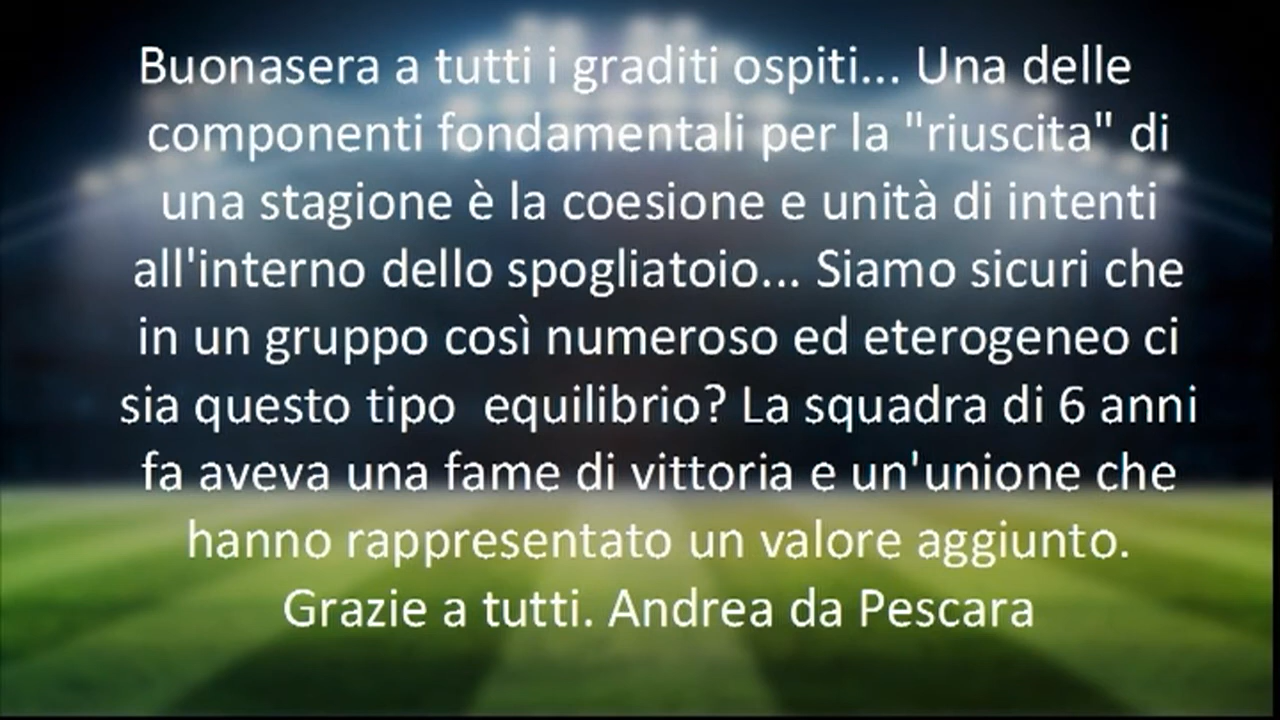 Buonasera a tutti i graditi ospiti... Una delle
componenti fondamentali per la "riuscita" di
una stagione è la coesione e unità di intenti
all'interno dello spogliatoio... Siamo sicuri che
in un gruppo così numeroso ed eterogeneo ci
sia questo tipo  equilibrio? La squadra di 6 anni
fa aveva una fame di vittoria e un'unione che
hanno rappresentato un valore aggiunto.
Grazie a tutti. Andrea da Pescara